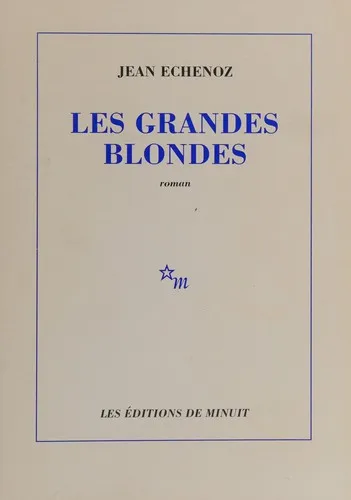 JEAN ECHENOZ
LES GRANDES
BLONDES
roman
m
LES ÉDITIONS DE MINUIT